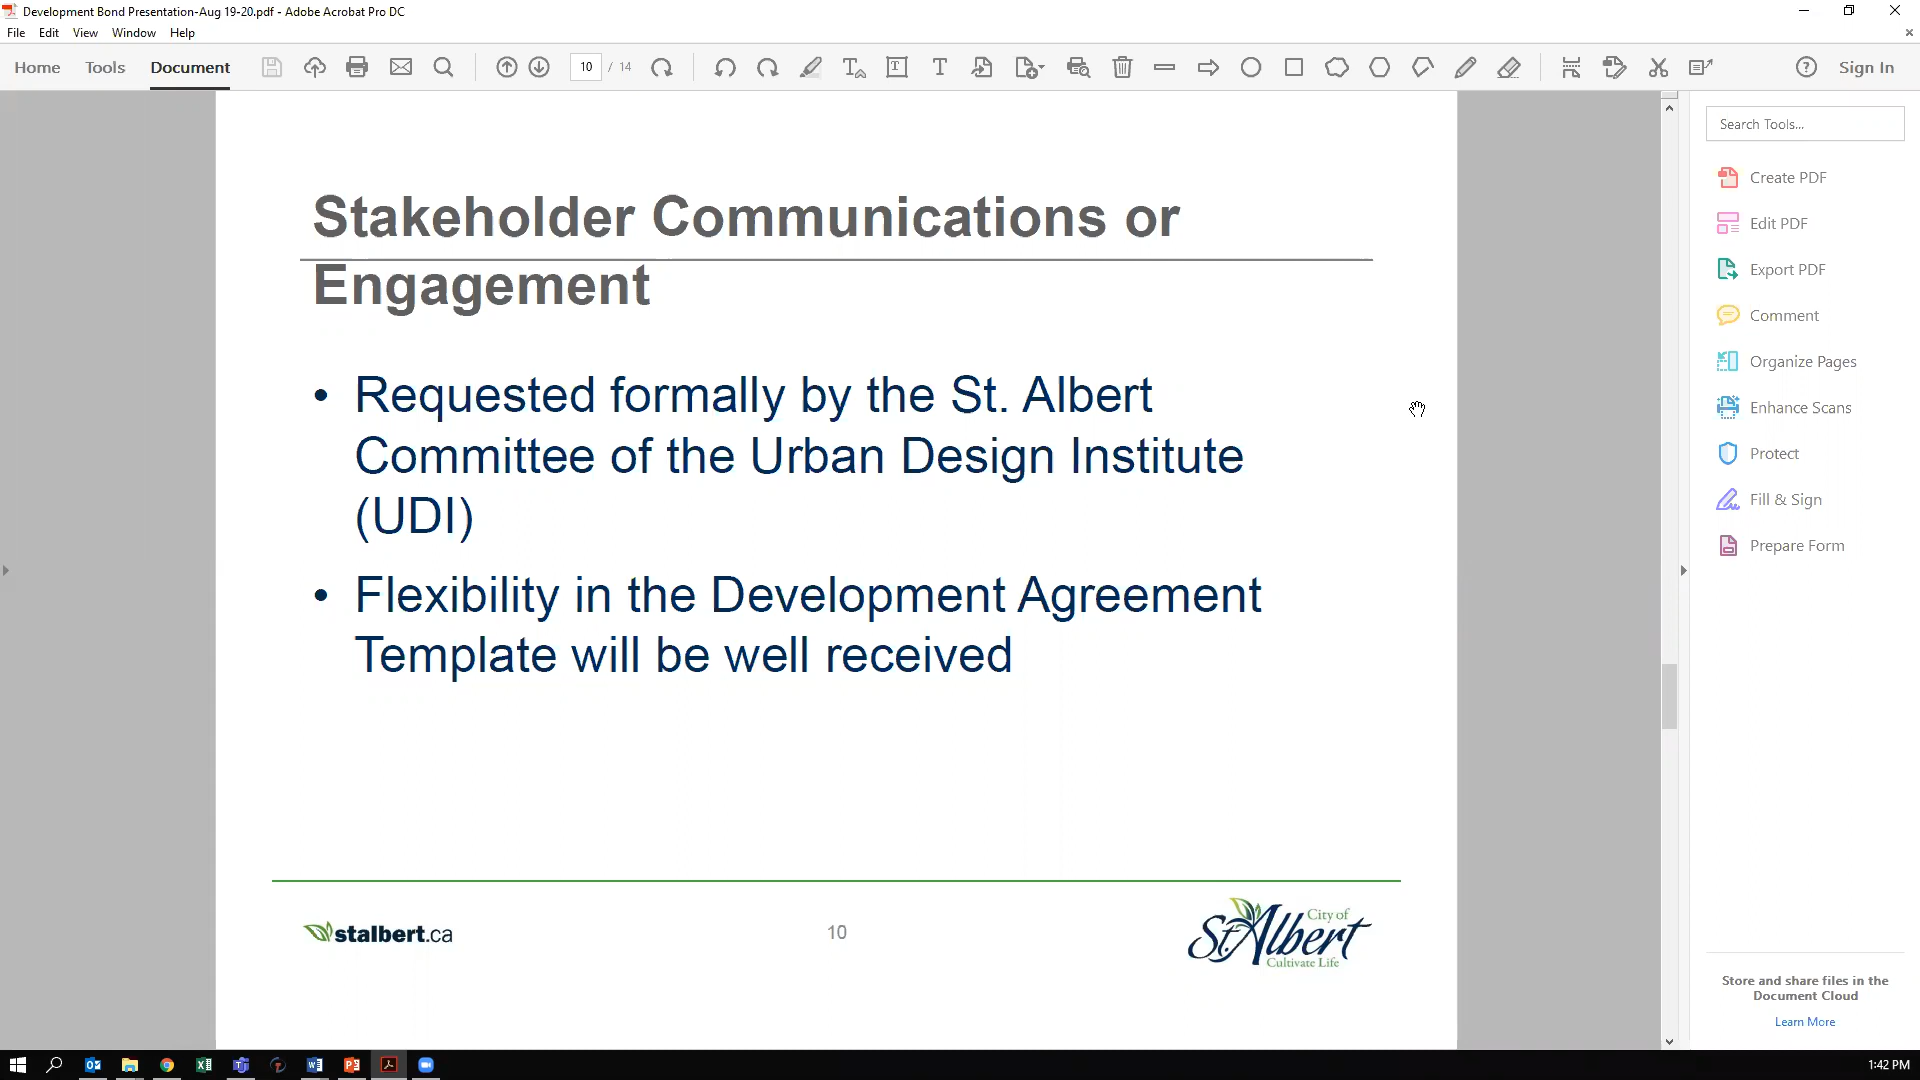 Development Bond Presentation-Aug 19-20.pdf - Adobe Acrobat Pro DC
File Edit View Window Help
Home Tools Document 10 / 14 Sign In
Search Tools...
Create PDF
Edit PDF
Export PDF
Comment
Organize Pages
Enhance Scans
Protect
Fill & Sign
Prepare Form
Store and share files in the
Document Cloud
Learn More
Stakeholder Communications or
Engagement
• Requested formally by the St. Albert
Committee of the Urban Design Institute
(UDI)
• Flexibility in the Development Agreement
Template will be well received
stalbert.ca
10
City of
St. Albert
Cultivate Life
1:42 PM